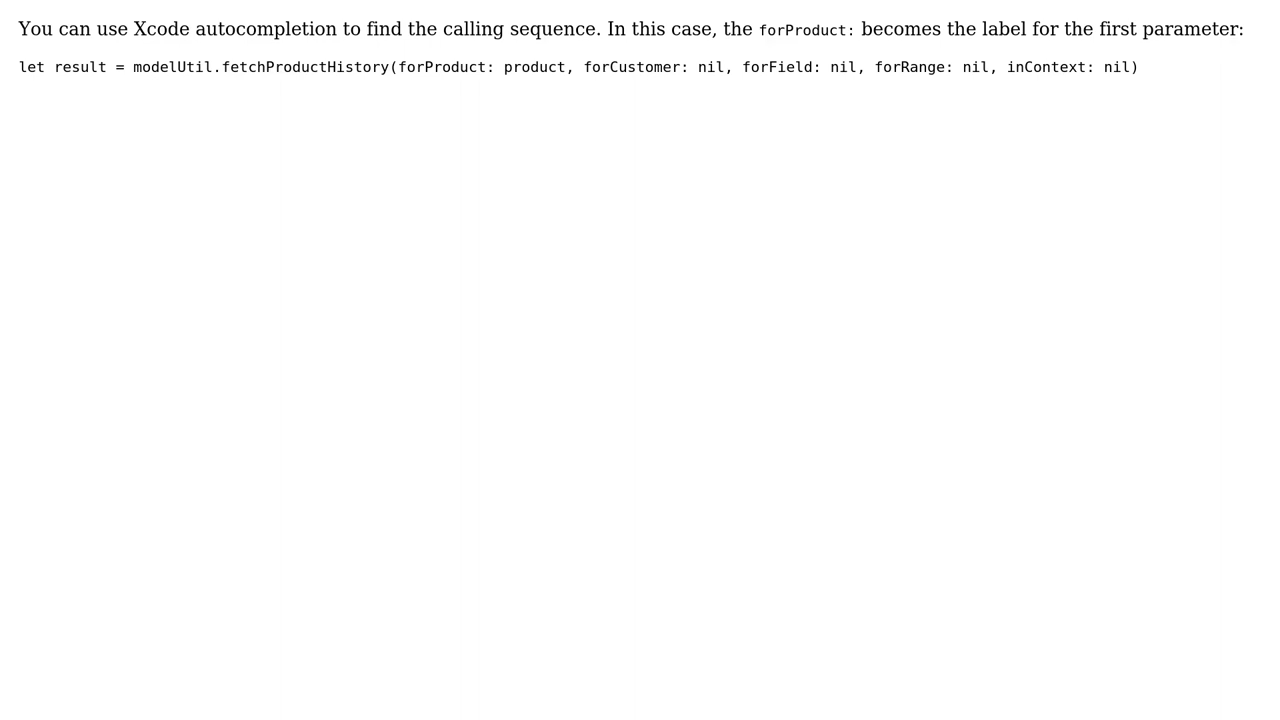 You can use Xcode autocompletion to find the calling sequence. In this case, the forProduct: becomes the label for the first parameter:
let result = modelUtil.fetchProductHistory(forProduct: product, forCustomer: nil, forField: nil, forRange: nil, inContext: nil)